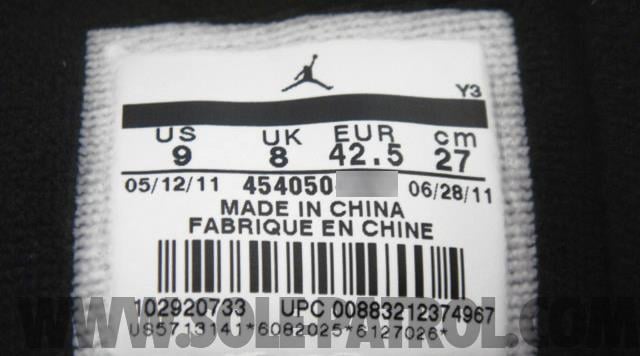 Y3
US UK EUR cm
9 8 42.5 27
05/12/11 454050 06/28/11
MADE IN CHINA
FABRIQUE EN CHINE
102920733 UPC 00883212374967
WWW.SOLEPATROL.COM
US5713141*6082025*6127026*